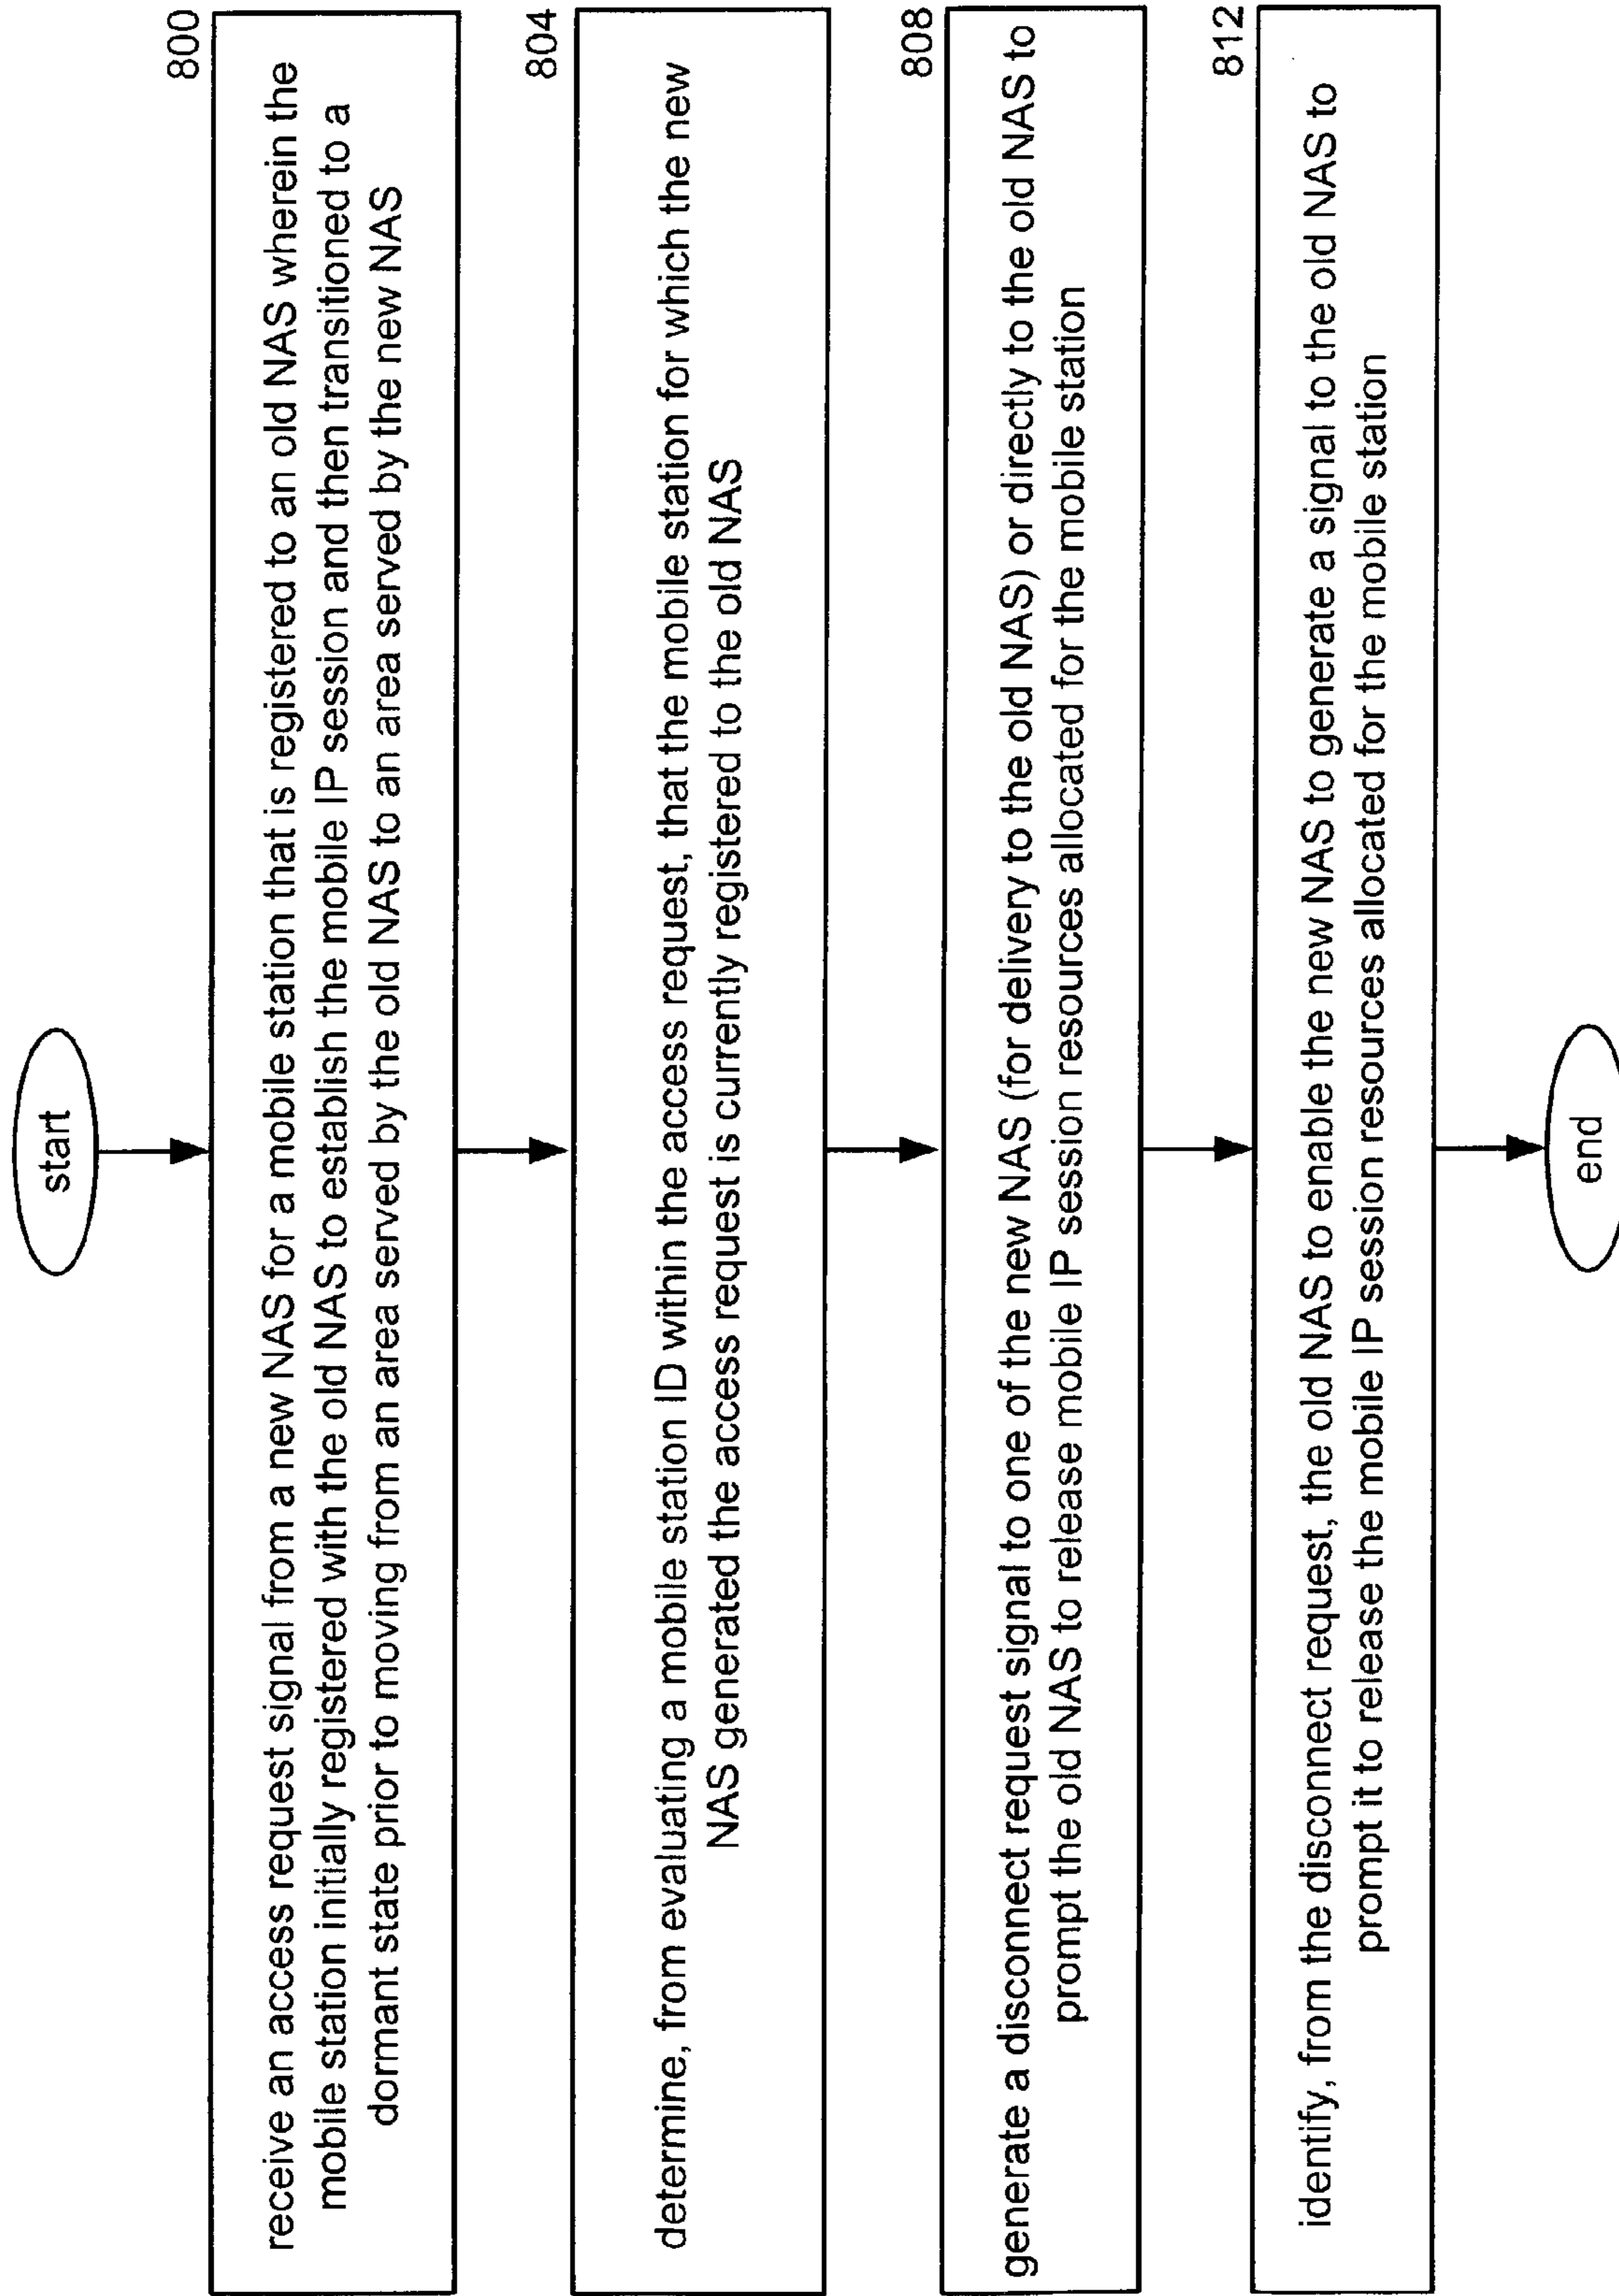 start
800
receive an access request signal from a new NAS for a mobile station that is registered to an old NAS wherein the
mobile station initially registered with the old NAS to establish the mobile IP session and then transitioned to a
dormant state prior to moving from an area served by the old NAS to an area served by the new NAS
804
determine, from evaluating a mobile station ID within the access request, that the mobile station for which the new
NAS generated the access request is currently registered to the old NAS
808
generate a disconnect request signal to one of the new NAS (for delivery to the old NAS) or directly to the old NAS to
prompt the old NAS to release mobile IP session resources allocated for the mobile station
812
identify, from the disconnect request, the old NAS to enable the new NAS to generate a signal to the old NAS to
prompt it to release the mobile IP session resources allocated for the mobile station
end